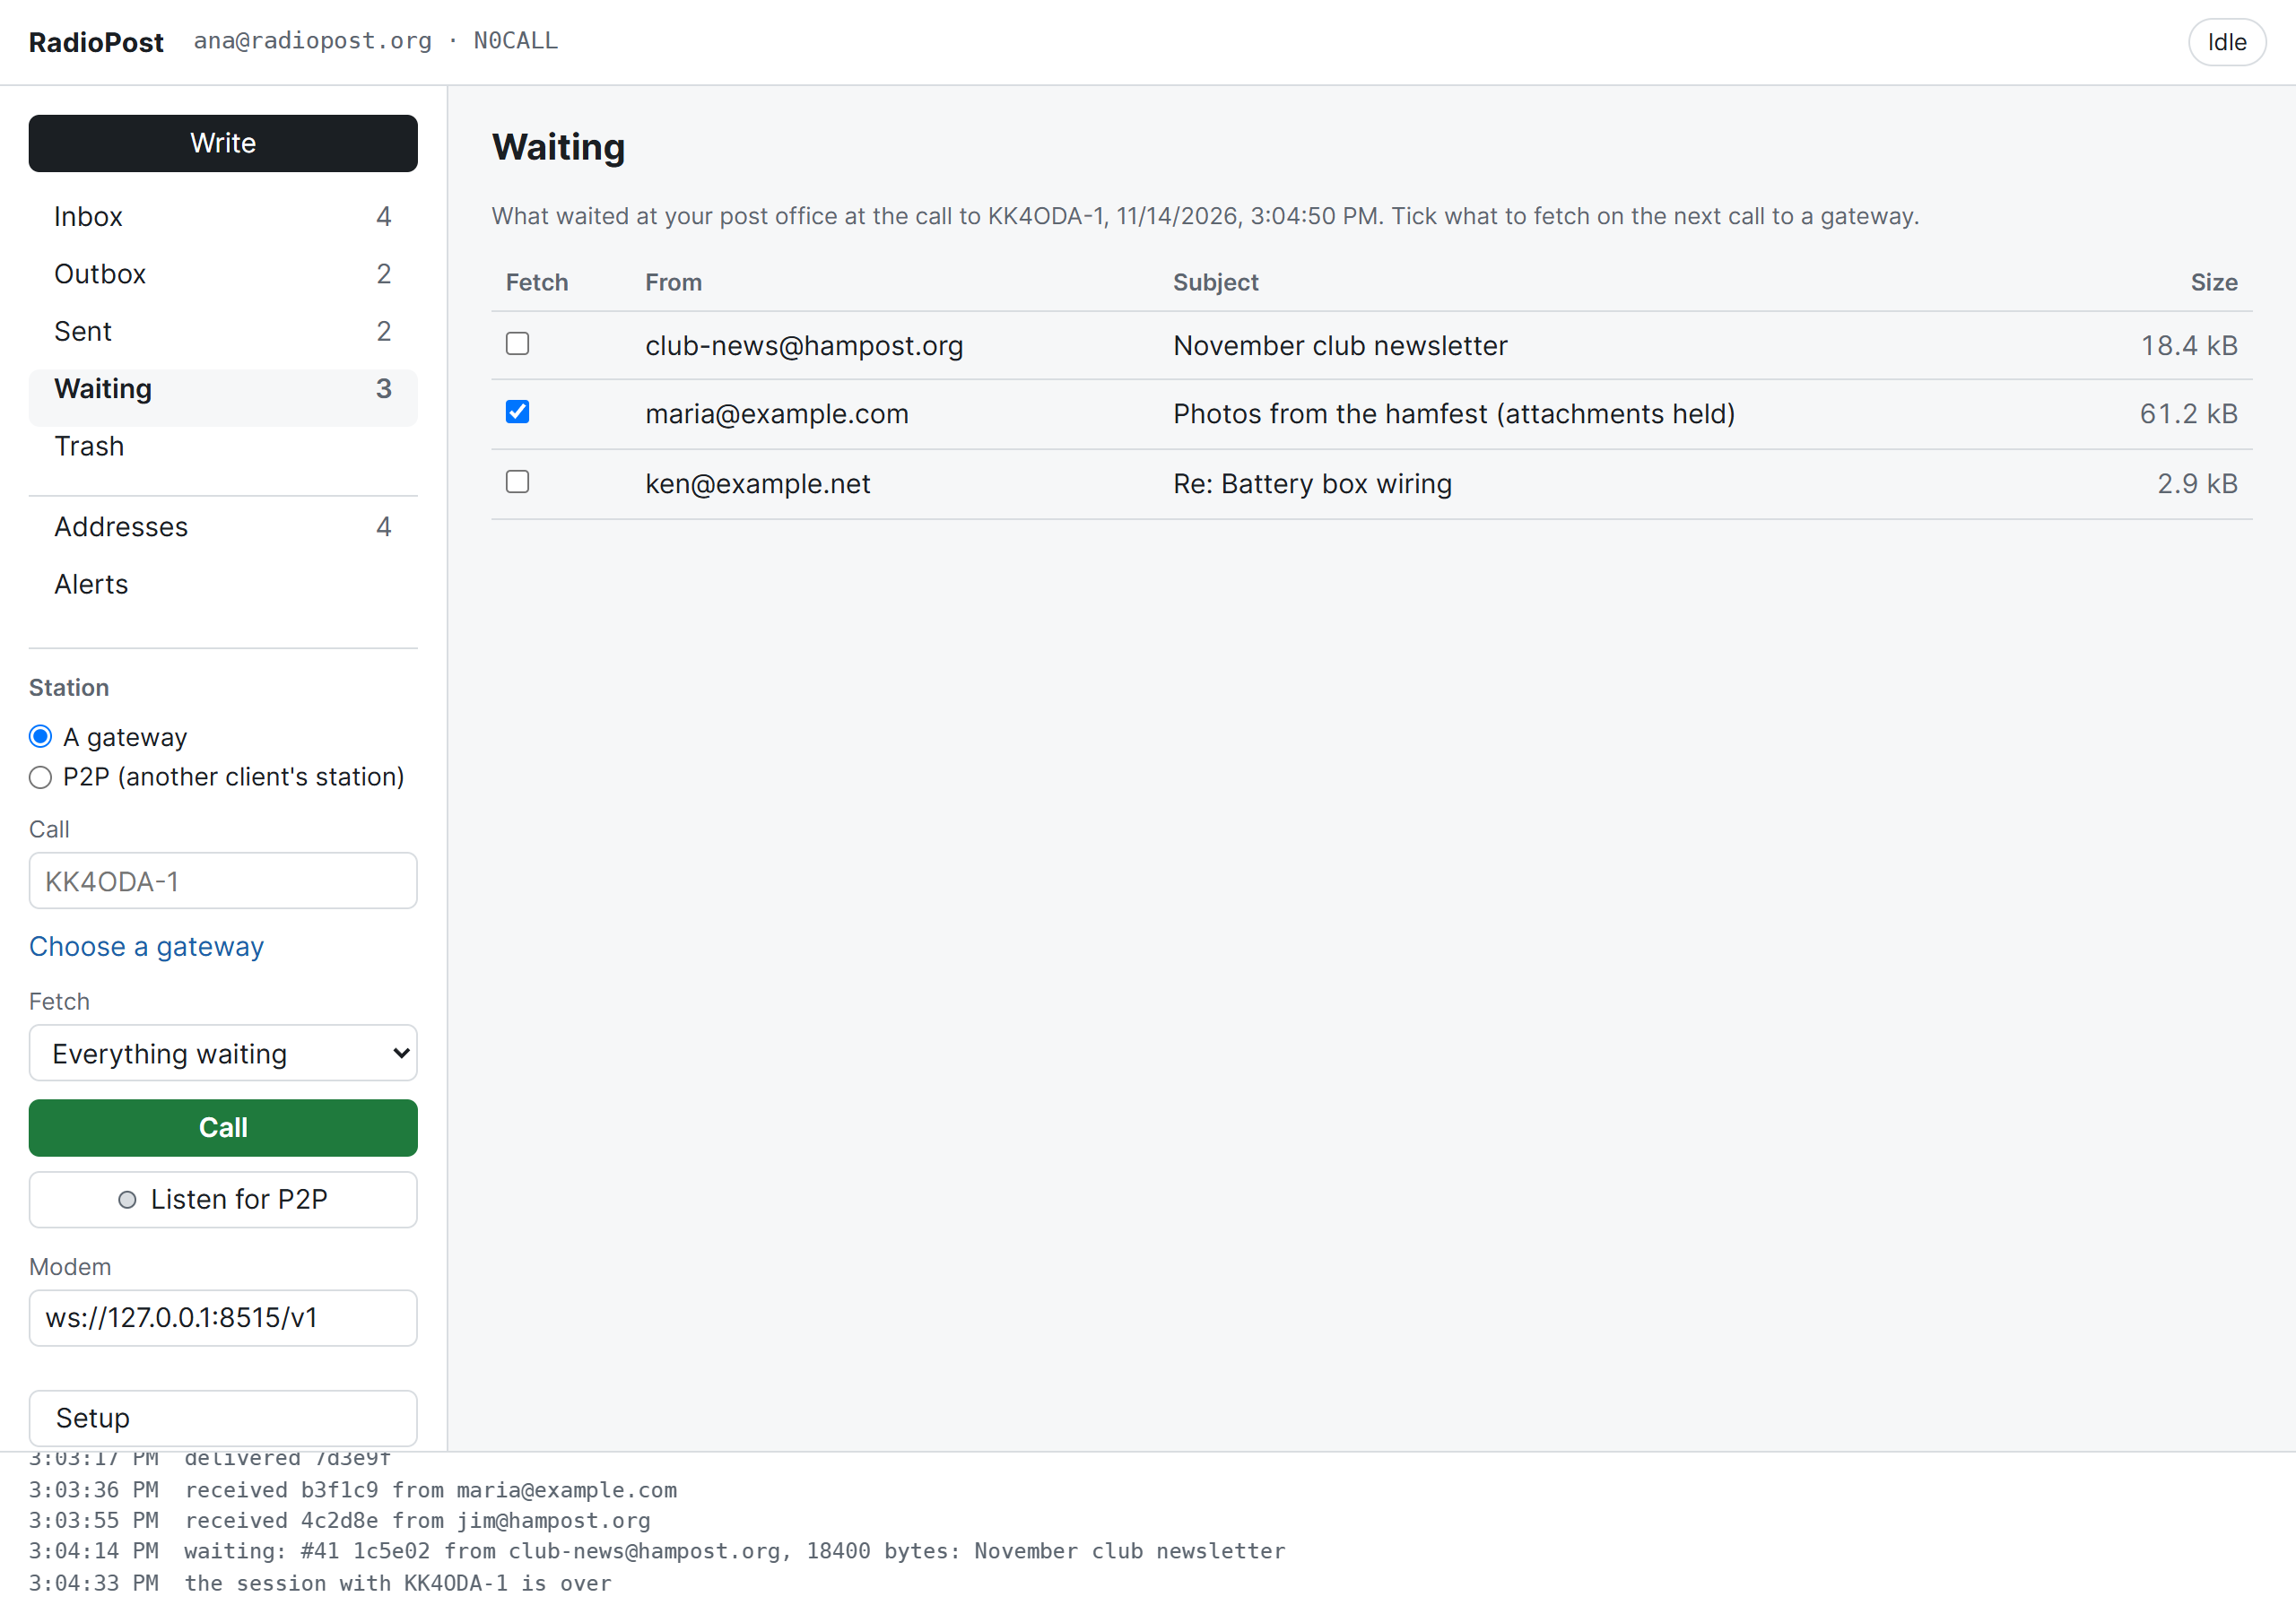 RadioPost ana@radiopost.org · N0CALL Idle
Write
Inbox 4
Outbox 2
Sent 2
Waiting 3
Trash
Addresses 4
Alerts
Station
A gateway
P2P (another client's station)
Call
KK4ODA-1
Choose a gateway
Fetch
Everything waiting
Call
Listen for P2P
Modem
ws://127.0.0.1:8515/v1
Setup
Waiting
What waited at your post office at the call to KK4ODA-1, 11/14/2026, 3:04:50 PM. Tick what to fetch on the next call to a gateway.
Fetch From Subject Size
club-news@hampost.org November club newsletter 18.4 kB
maria@example.com Photos from the hamfest (attachments held) 61.2 kB
ken@example.net Re: Battery box wiring 2.9 kB
3:03:17 PM delivered 7d3e9f
3:03:36 PM received b3f1c9 from maria@example.com
3:03:55 PM received 4c2d8e from jim@hampost.org
3:04:14 PM waiting: #41 1c5e02 from club-news@hampost.org, 18400 bytes: November club newsletter
3:04:33 PM the session with KK4ODA-1 is over